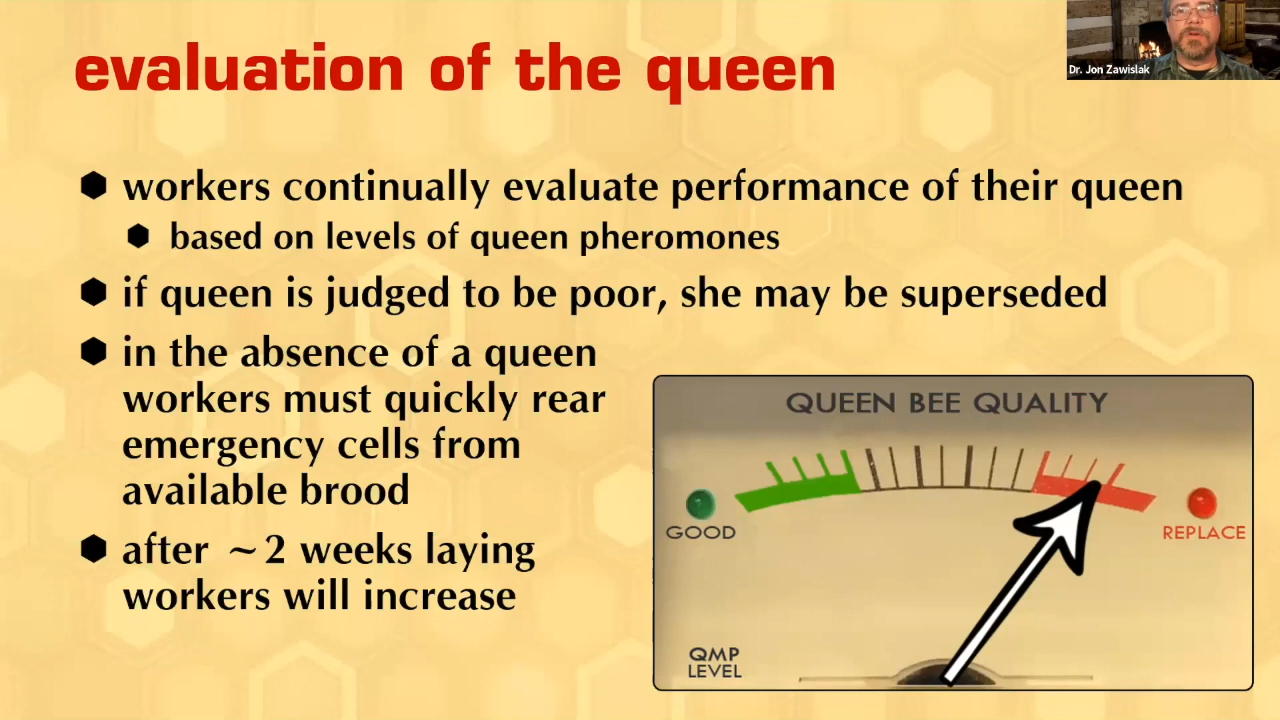 evaluation of the queen
Dr. Jon Zawislak
workers continually evaluate performance of their queen
based on levels of queen pheromones
if queen is judged to be poor, she may be superseded
in the absence of a queen
workers must quickly rear
emergency cells from
available brood
after ~2 weeks laying
workers will increase
QUEEN BEE QUALITY
GOOD
REPLACE
QMP
LEVEL